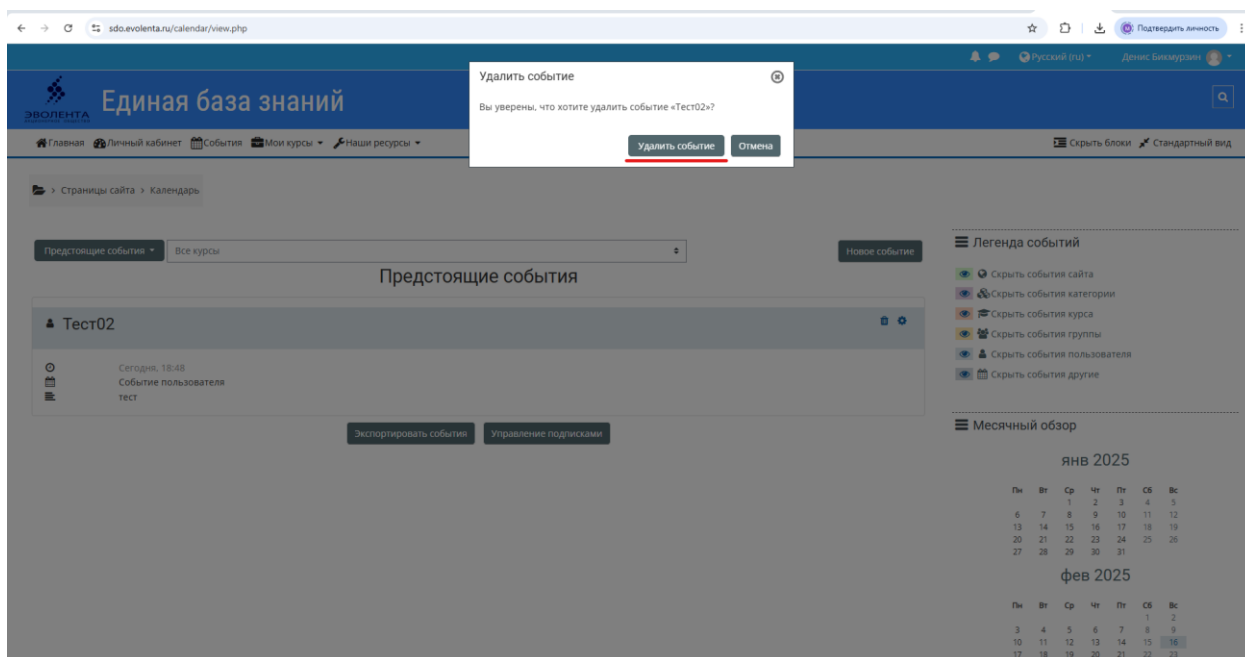 sdo.evolenta.ru/calendar/view.php
Подтвердить личность
Русский (ru)
Денис Бикмурзин
ЭВОЛЕНТА
Единая база знаний
Главная Личный кабинет События Мои курсы Наши ресурсы
Скрыть блоки Стандартный вид
Удалить событие
Вы уверены, что хотите удалить событие «Тест02»?
Удалить событие Отмена
> Страницы сайта > Календарь
Предстоящие события
Все курсы
Новое событие
Предстоящие события
Тест02
Сегодня, 18:48
Событие пользователя
тест
Экспортировать события Управление подписками
Легенда событий
Скрыть события сайта
Скрыть события категории
Скрыть события курса
Скрыть события группы
Скрыть события пользователя
Скрыть события другие
Месячный обзор
янв 2025
Пн Вт Ср Чт Пт Сб Вс
1 2 3 4 5
6 7 8 9 10 11 12
13 14 15 16 17 18 19
20 21 22 23 24 25 26
27 28 29 30 31
фев 2025
Пн Вт Ср Чт Пт Сб Вс
1 2
3 4 5 6 7 8 9
10 11 12 13 14 15 16
17 18 19 20 21 22 23